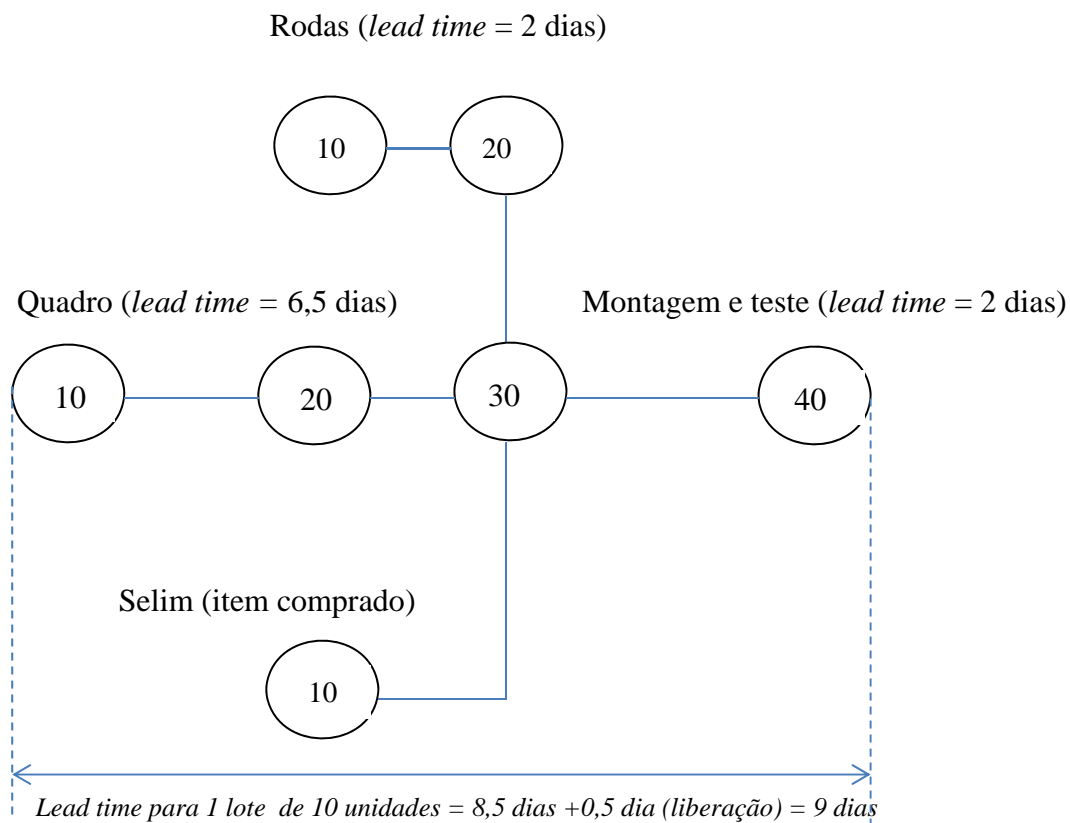 Rodas (lead time = 2 dias)
10 20
Quadro (lead time = 6,5 dias) Montagem e teste (lead time = 2 dias)
10 20 30 40
Selim (item comprado)
10
Lead time para 1 lote de 10 unidades = 8,5 dias +0,5 dia (liberação) = 9 dias